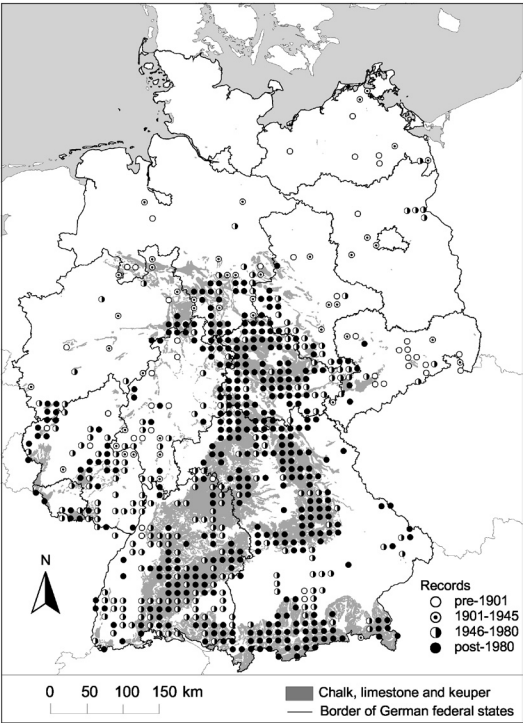 N
Records
pre-1901
1901-1945
1946-1980
post-1980
0 50 100 150 km
Chalk, limestone and keuper
Border of German federal states